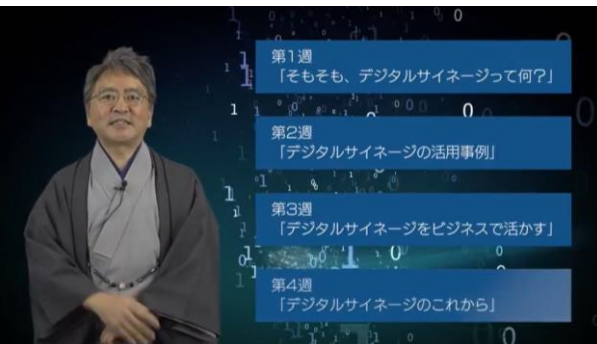 第1週
「そもそも、デジタルサイネージって何？」
第2週
「デジタルサイネージの活用事例」
第3週
「デジタルサイネージをビジネスで活かす」
第4週
「デジタルサイネージのこれから」